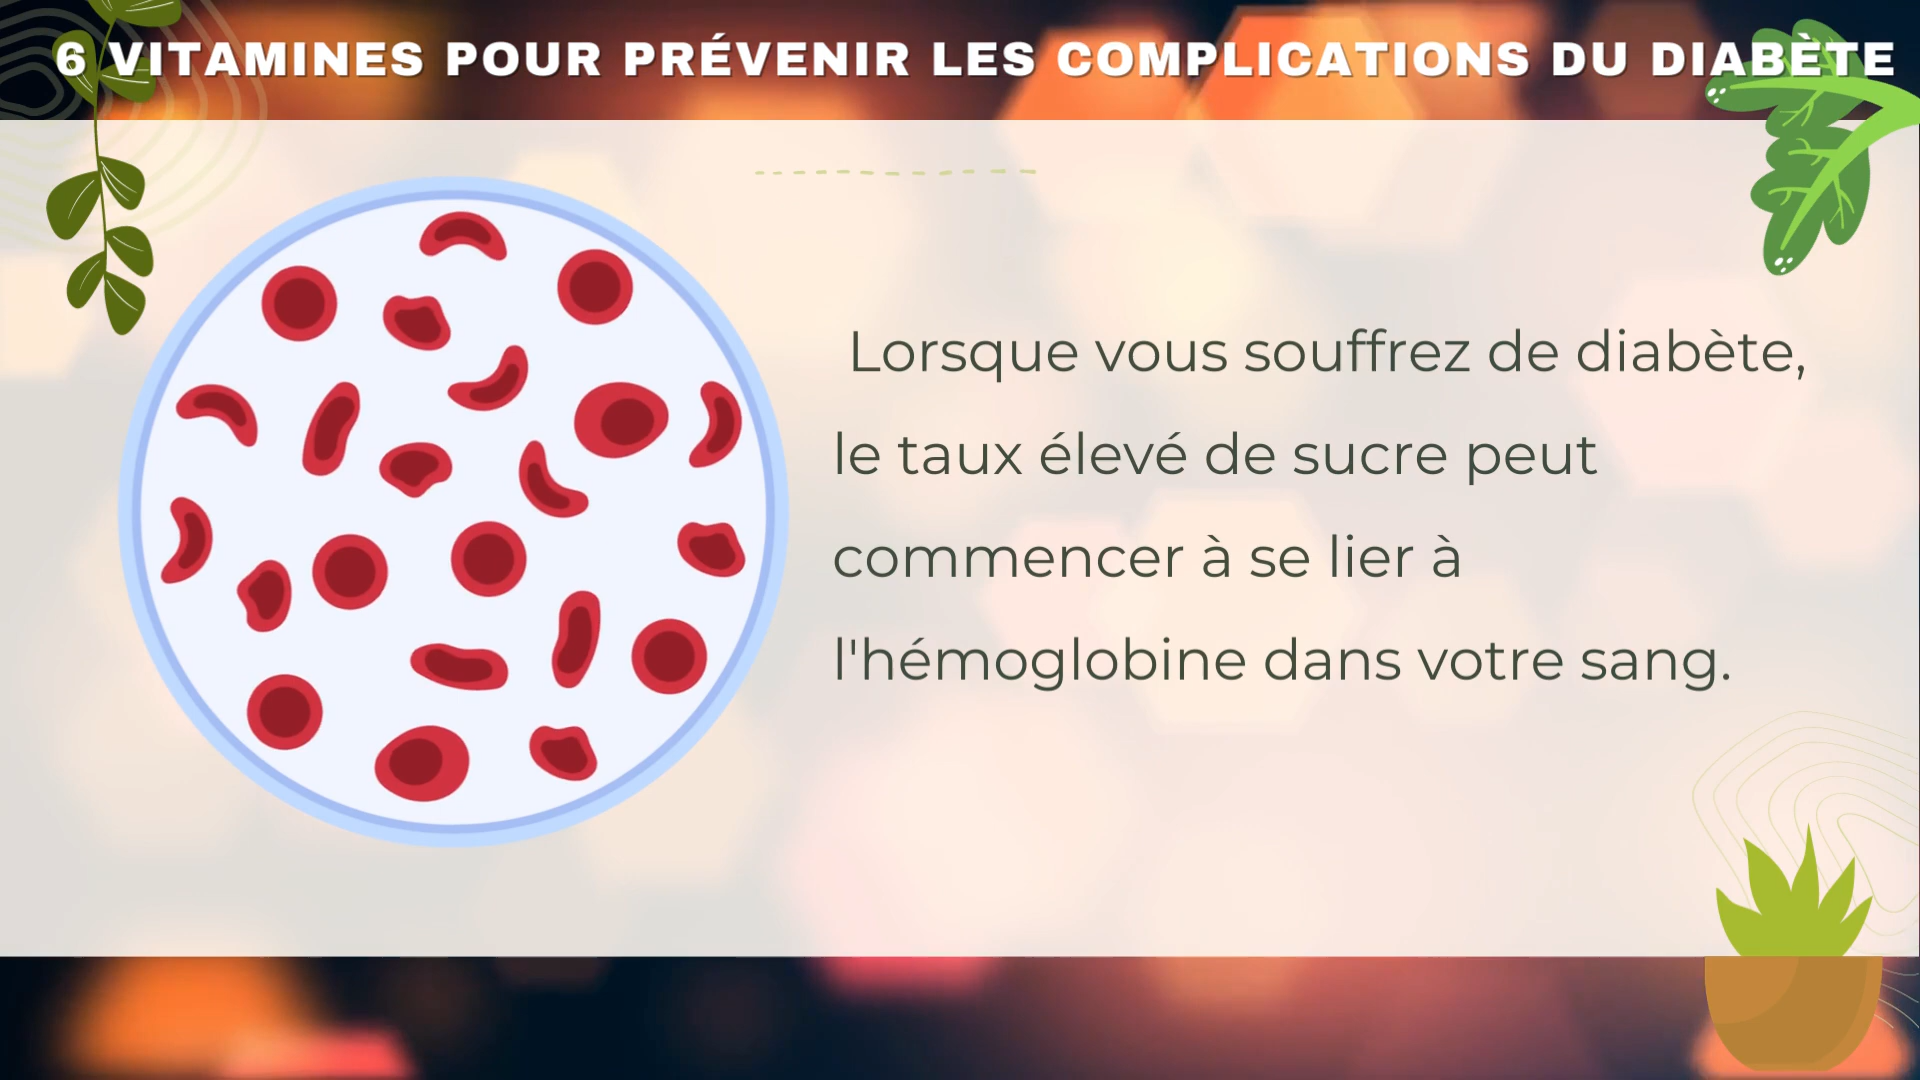 6 VITAMINES POUR PRÉVENIR LES COMPLICATIONS DU DIABÈTE
Lorsque vous souffrez de diabète,
le taux élevé de sucre peut
commencer à se lier à
l'hémoglobine dans votre sang.